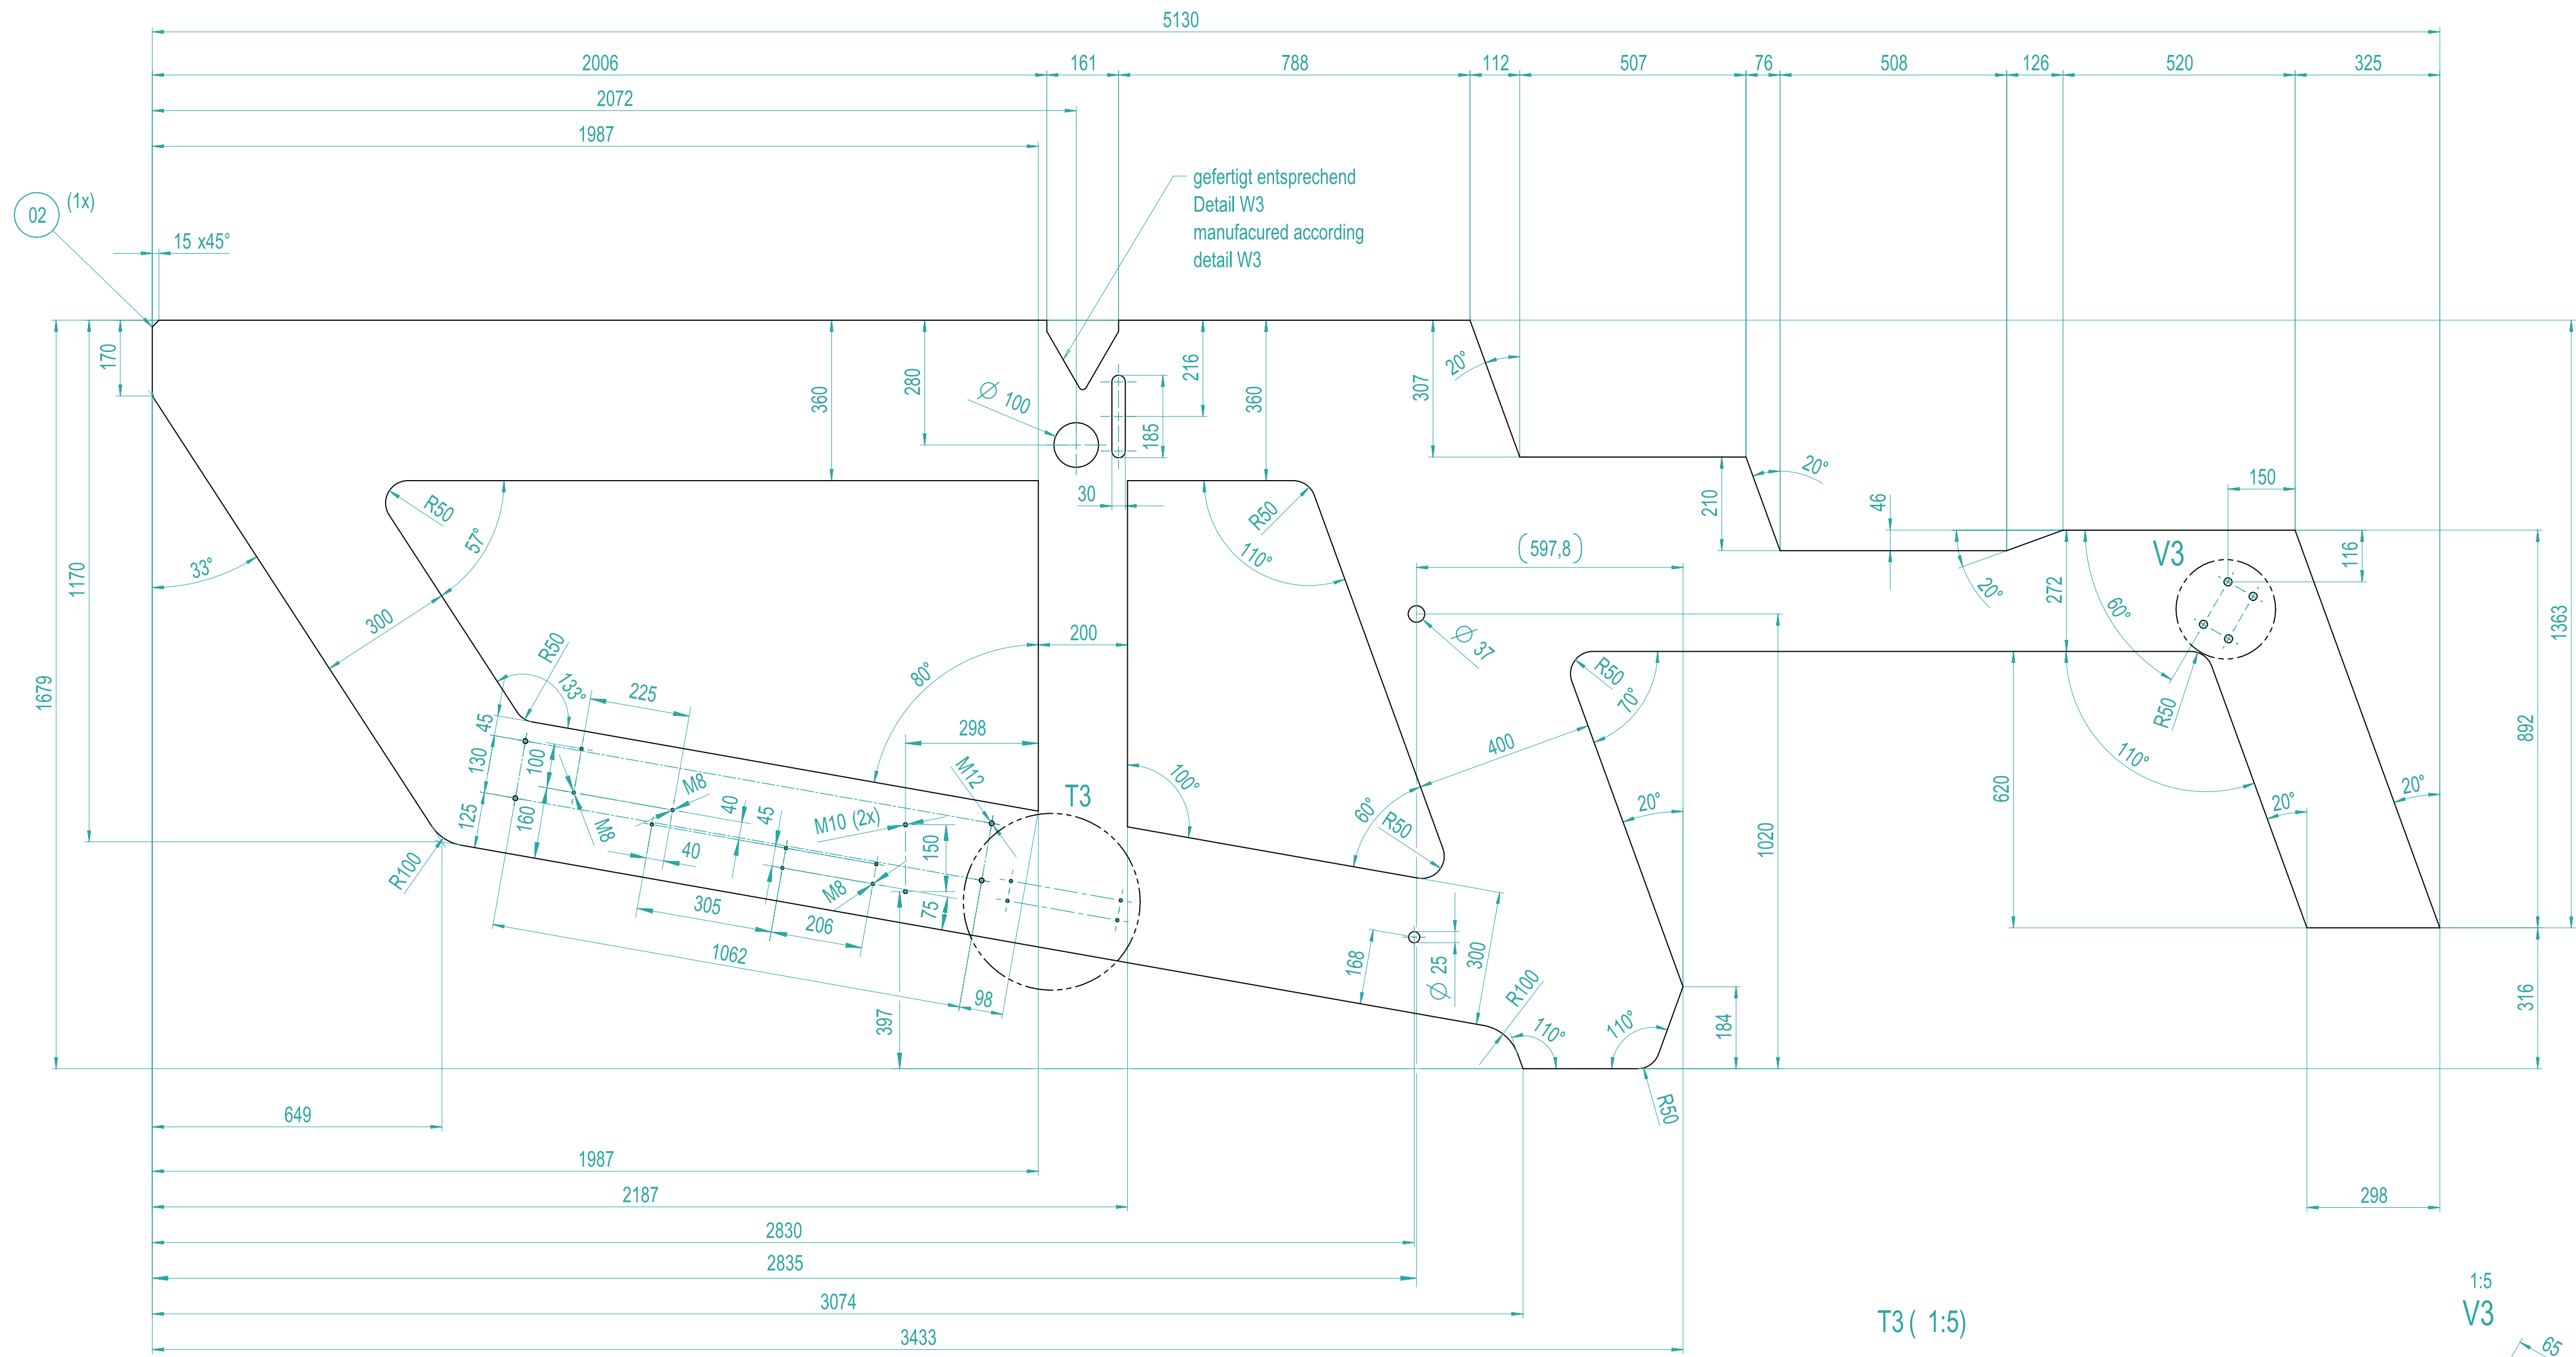 5130
2006 161 788 112 507 76 508 126 520 325
2072
1987
gefertigt entsprechend
Detail W3
manufacured according
detail W3
02 (1x)
15 x45°
170
1170
1679
360
280
Ø 100
216
185
360
307
20°
210
20°
46
150
116
1363
30
R50
57°
33°
300
R50
110°
(597,8)
20°
272
60°
V3
Ø 37
200
80°
R50
133°
225
45
130
100
125
160
M8
M8
40
45
40
298
M12
M10 (2x)
150
T3
100°
60°
R50
400
R50
70°
20°
1020
620
110°
R50
20°
20°
892
R100
305
206
M8
75
1062
98
397
168
Ø 25
300
R100
110°
110°
184
316
R50
649
1987
2187
298
2830
2835
3074
3433
T3 ( 1:5)
1:5
V3
65